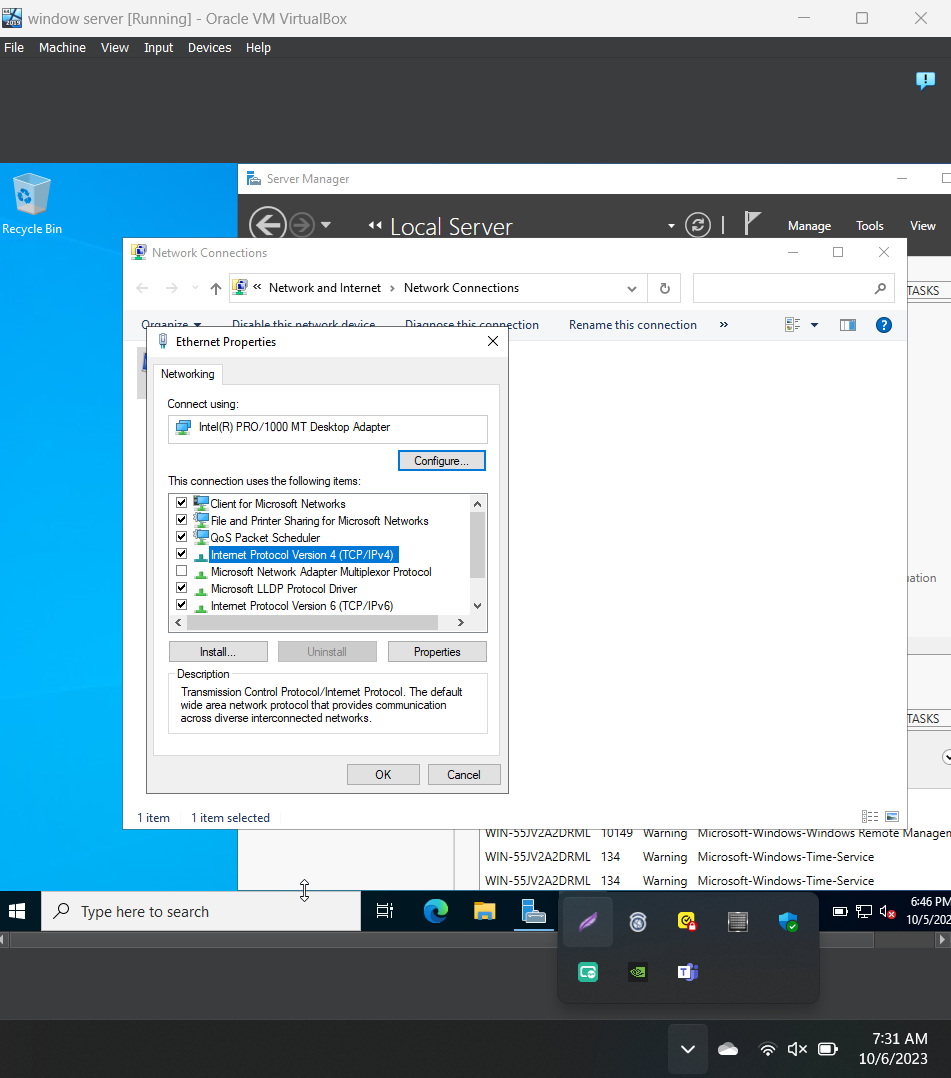 2019
window server [Running] - Oracle VM VirtualBox
File Machine View Input Devices Help
Recycle Bin
Server Manager
Local Server
Manage Tools View
Network Connections
Network and Internet Network Connections
TASKS
Organize Disable this network device Diagnose this connection Rename this connection »
Ethernet Properties
Networking
Connect using:
Intel(R) PRO/1000 MT Desktop Adapter
Configure...
This connection uses the following items:
Client for Microsoft Networks
File and Printer Sharing for Microsoft Networks
QoS Packet Scheduler
Internet Protocol Version 4 (TCP/IPv4)
Microsoft Network Adapter Multiplexor Protocol
Microsoft LLDP Protocol Driver
Internet Protocol Version 6 (TCP/IPv6)
uation
Install... Uninstall Properties
Description
Transmission Control Protocol/Internet Protocol. The default
wide area network protocol that provides communication
across diverse interconnected networks.
TASKS
OK Cancel
1 item 1 item selected
WIN-55JV2A2DRML 10149 Warning Microsoft-Windows-Windows Remote Managem
WIN-55JV2A2DRML 134 Warning Microsoft-Windows-Time-Service
WIN-55JV2A2DRML 134 Warning Microsoft-Windows-Time-Service
Type here to search
6:46 PM
10/5/202
7:31 AM
10/6/2023